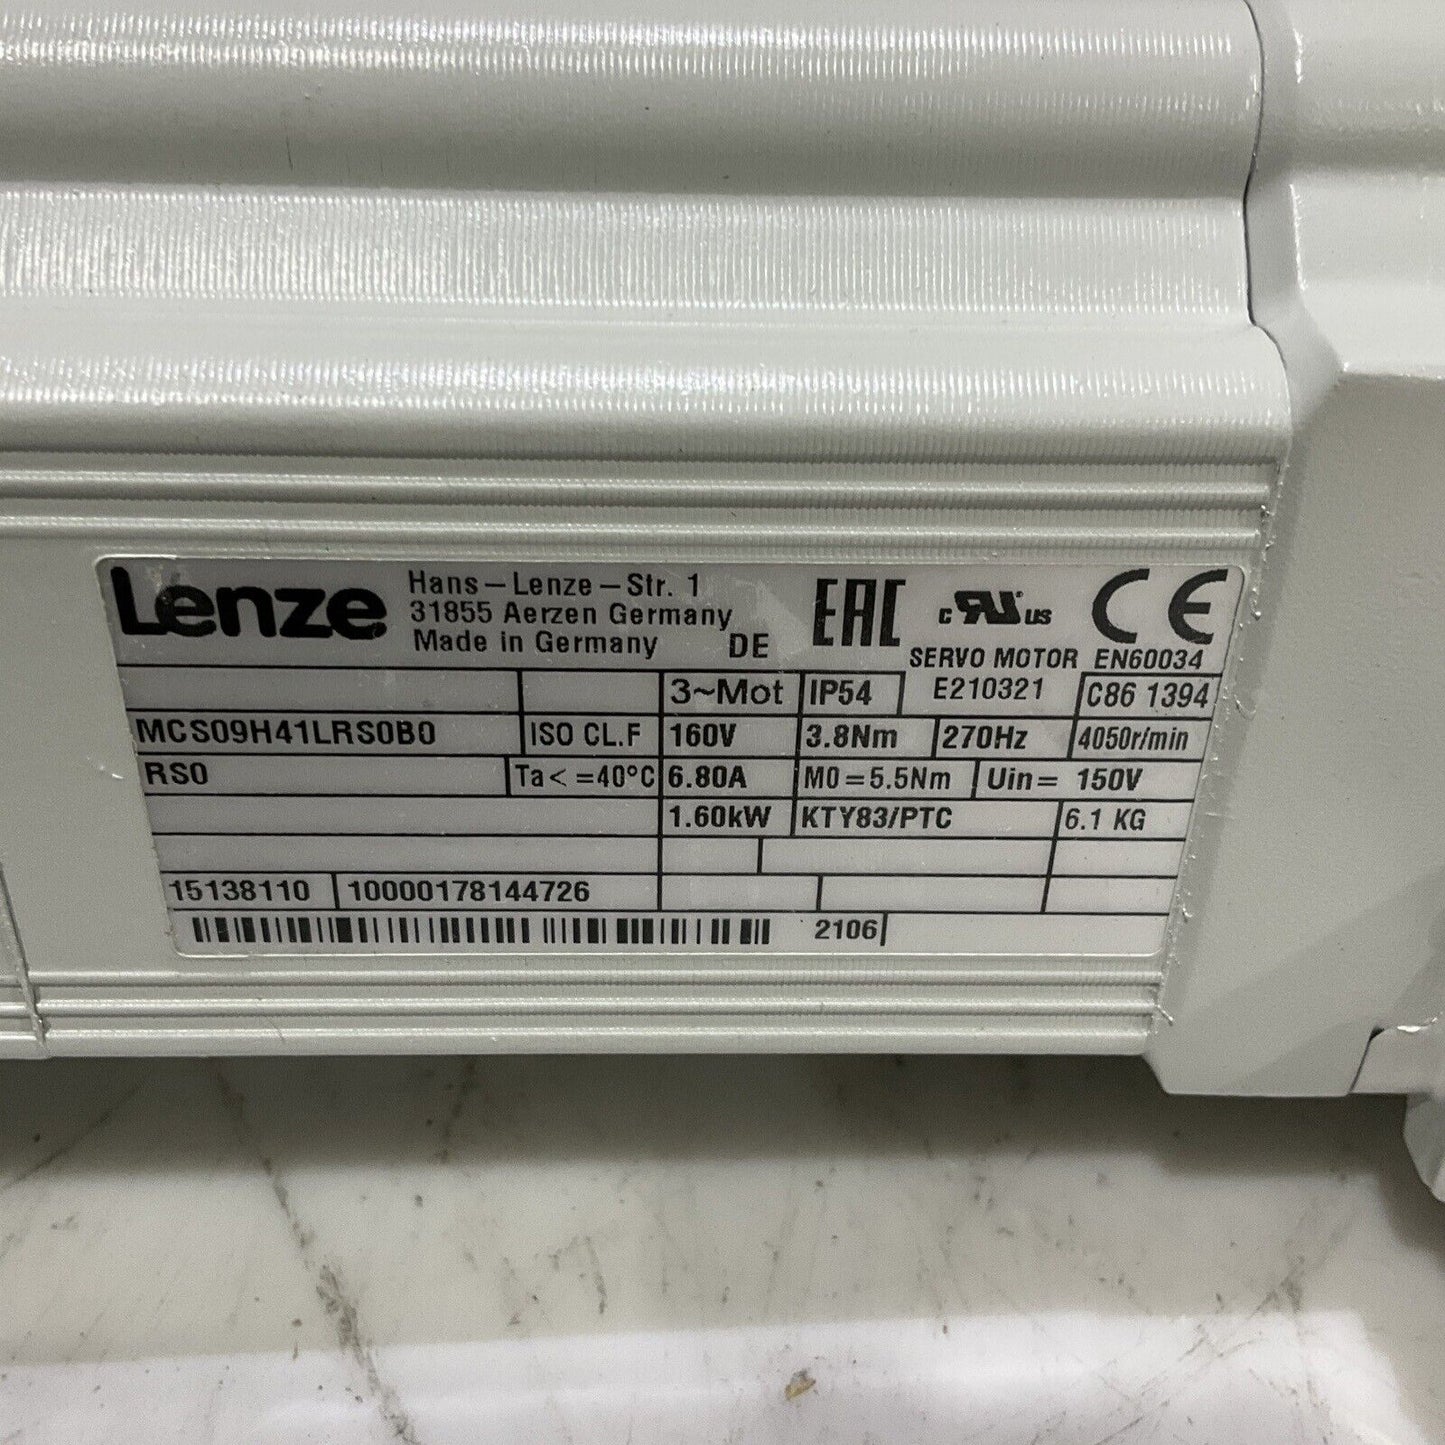 Lenze
Hans-Lenze-Str. 1
31855 Aerzen Germany
Made in Germany DE
EAC
c RU us
CE
SERVO MOTOR EN60034
3~Mot IP54 E210321 C86 1394
MCS09H41LRS0B0 ISO CL.F 160V 3.8Nm 270Hz 4050r/min
RS0 Ta<=40°C 6.80A M0=5.5Nm Uin= 150V
1.60kW KTY83/PTC 6.1 KG
15138110 10000178144726
2106